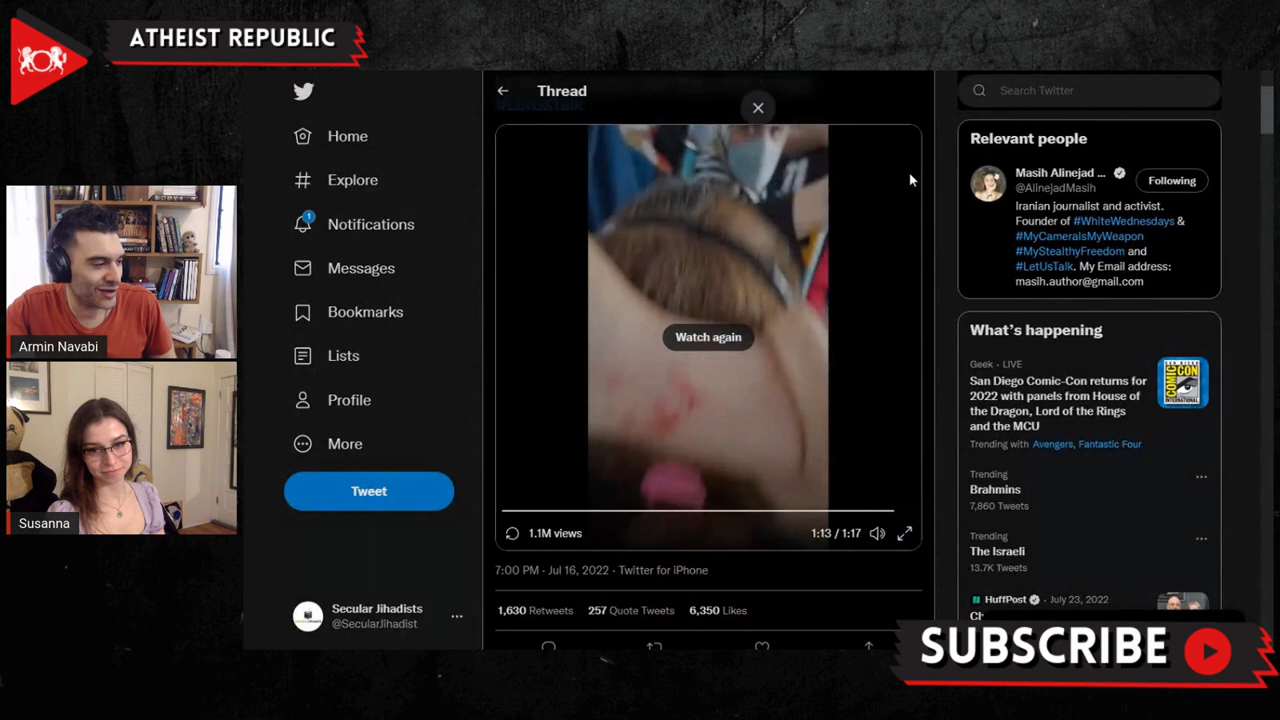 ATHEIST REPUBLIC
Armin Navabi
Susanna
Home
Explore
1
Notifications
Messages
Bookmarks
Lists
Profile
More
Tweet
Secular Jihadists
@SecularJihadist
Thread
Watch again
1.1M views
1:13 / 1:17
7:00 PM · Jul 16, 2022 · Twitter for iPhone
1,630 Retweets 257 Quote Tweets 6,350 Likes
Search Twitter
Relevant people
Masih Alinejad ...
@AlinejadMasih
Following
Iranian journalist and activist.
Founder of #WhiteWednesdays &
#MyCameraIsMyWeapon
#MyStealthyFreedom and
#LetUsTalk. My Email address:
masih.author@gmail.com
What's happening
Geek · LIVE
San Diego Comic-Con returns for
2022 with panels from House of
the Dragon, Lord of the Rings
and the MCU
COMIC CON
INTERNATIONAL
Trending with Avengers, Fantastic Four
Trending
Brahmins
7,860 Tweets
Trending
The Israeli
13.7K Tweets
HuffPost · July 23, 2022
SUBSCRIBE